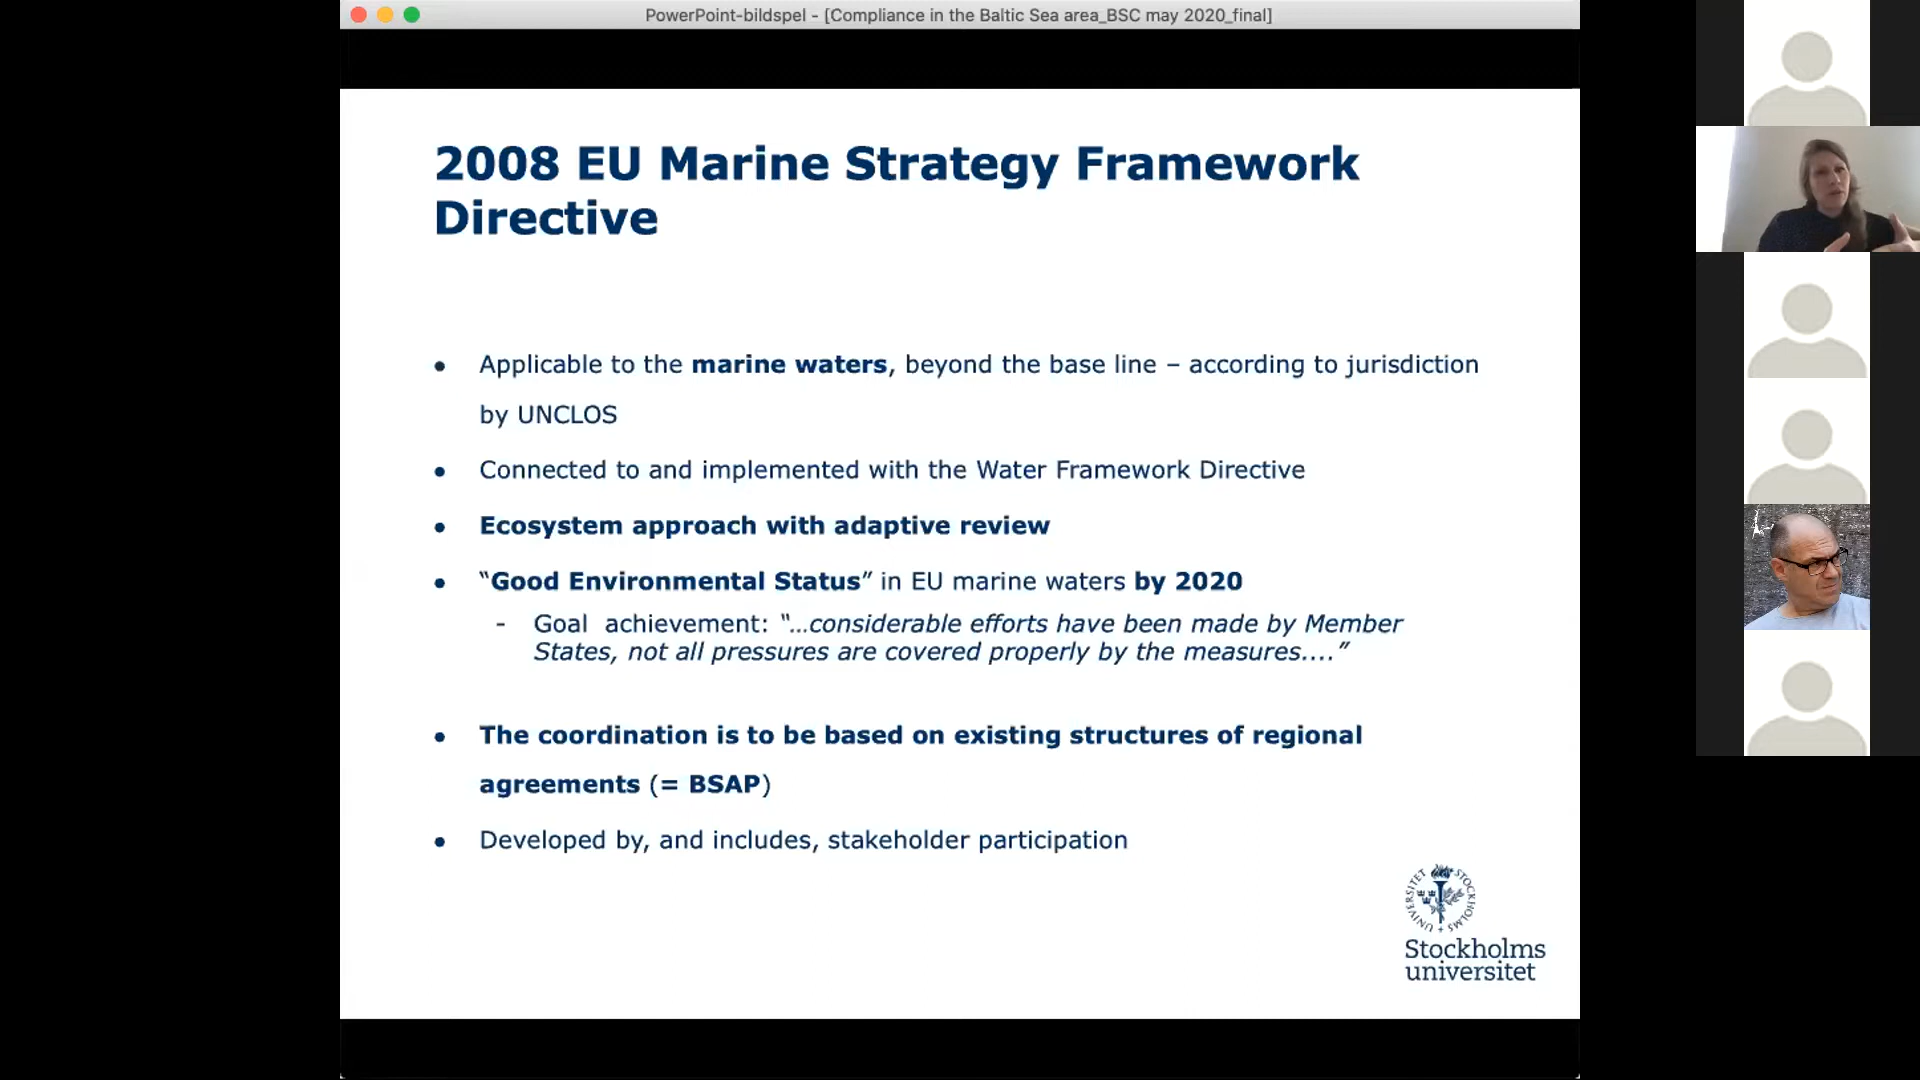 PowerPoint-bildspel - [Compliance in the Baltic Sea area_BSC may 2020_final]
2008 EU Marine Strategy Framework
Directive
• Applicable to the marine waters, beyond the base line – according to jurisdiction
by UNCLOS
• Connected to and implemented with the Water Framework Directive
• Ecosystem approach with adaptive review
• “Good Environmental Status” in EU marine waters by 2020
- Goal achievement: “…considerable efforts have been made by Member
States, not all pressures are covered properly by the measures....”
• The coordination is to be based on existing structures of regional
agreements (= BSAP)
• Developed by, and includes, stakeholder participation
STOCKHOLMS UNIVERSITET
Stockholms
universitet